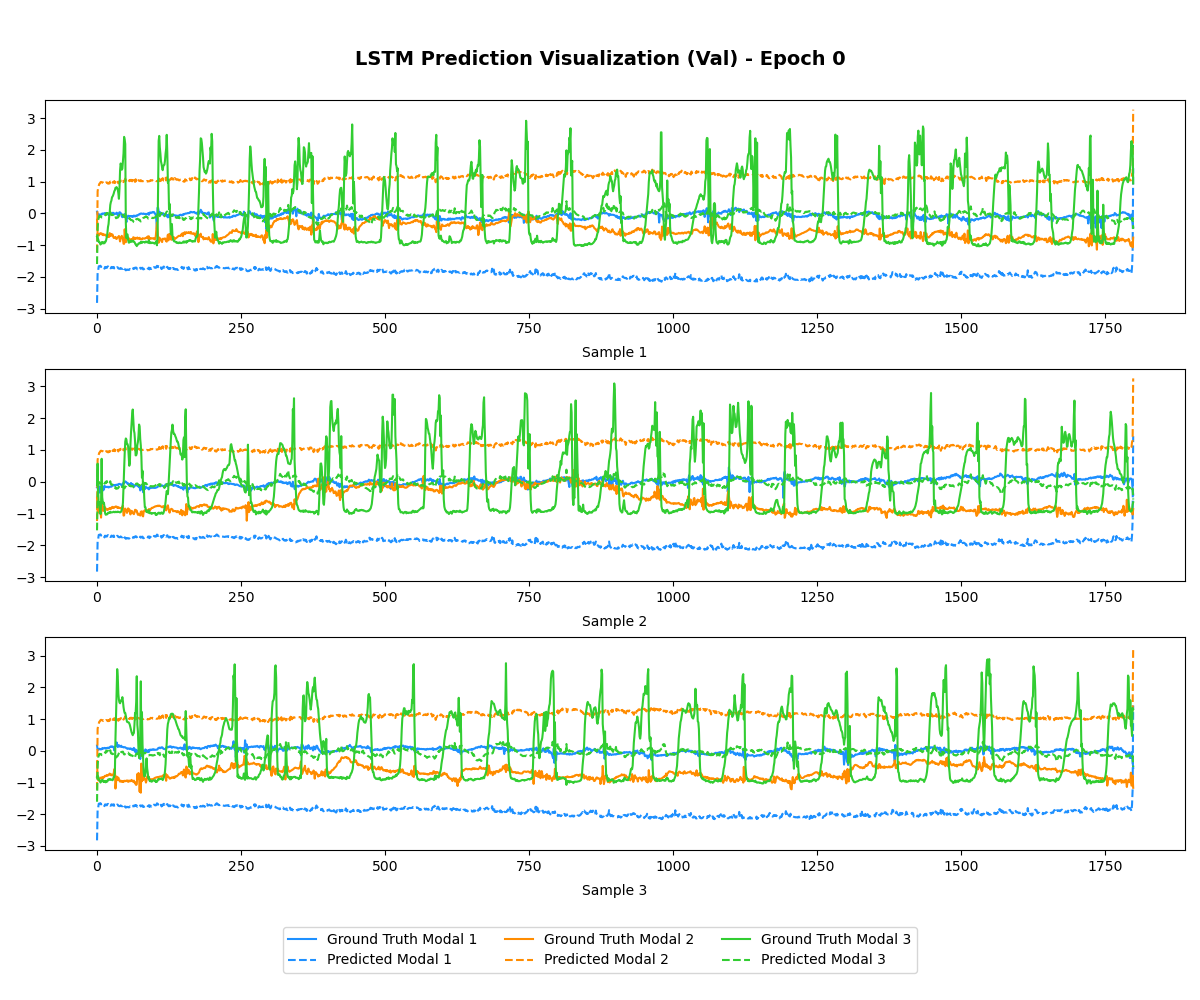 LSTM Prediction Visualization (Val) - Epoch 0
3
2
1
0
−1
−2
−3
0 250 500 750 1000 1250 1500 1750
Sample 1
3
2
1
0
−1
−2
−3
0 250 500 750 1000 1250 1500 1750
Sample 2
3
2
1
0
−1
−2
−3
0 250 500 750 1000 1250 1500 1750
Sample 3
Ground Truth Modal 1 Ground Truth Modal 2 Ground Truth Modal 3
Predicted Modal 1 Predicted Modal 2 Predicted Modal 3